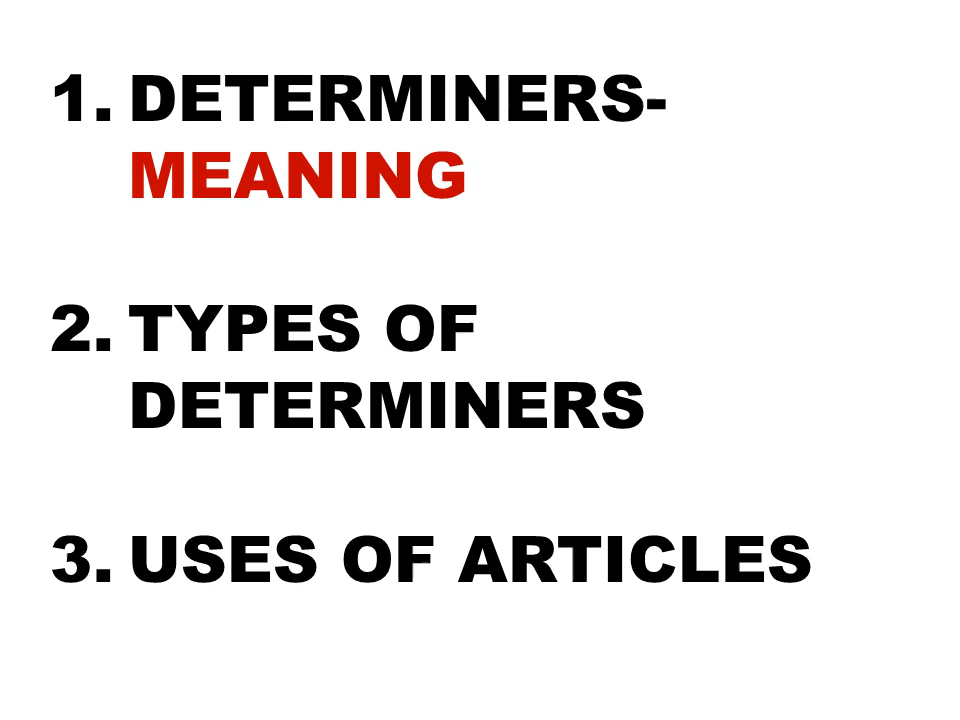 1. DETERMINERS-
MEANING
2. TYPES OF
DETERMINERS
3. USES OF ARTICLES